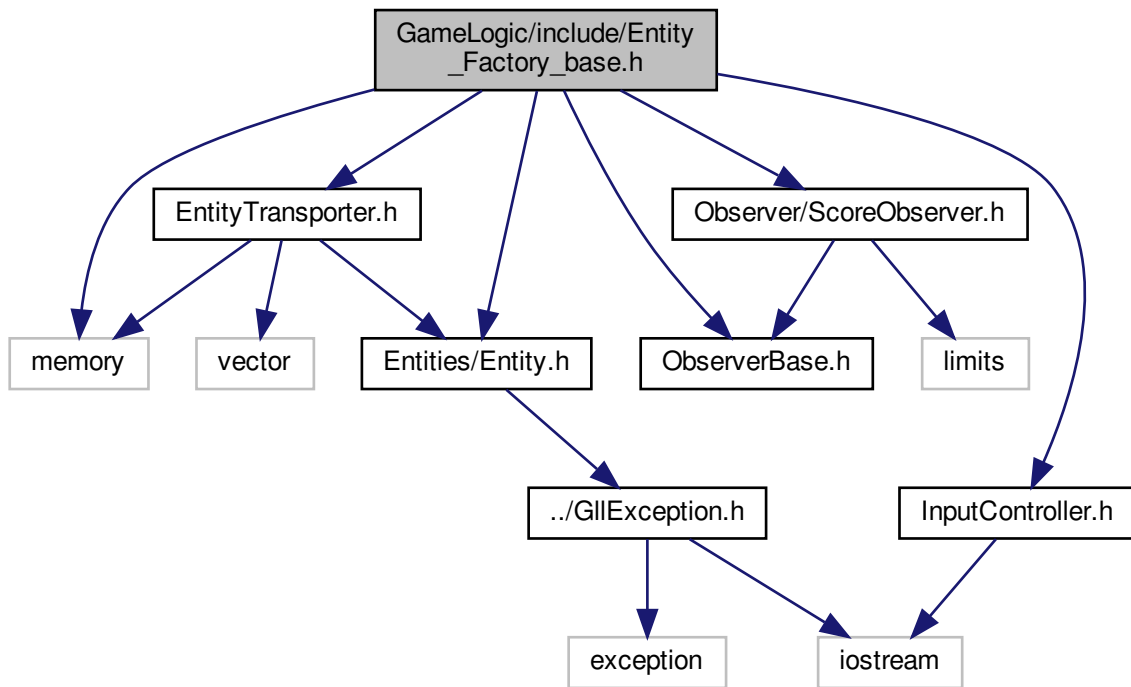 GameLogic/include/Entity
_Factory_base.h
EntityTransporter.h
Observer/ScoreObserver.h
memory
vector
Entities/Entity.h
ObserverBase.h
limits
../GllException.h
InputController.h
exception
iostream